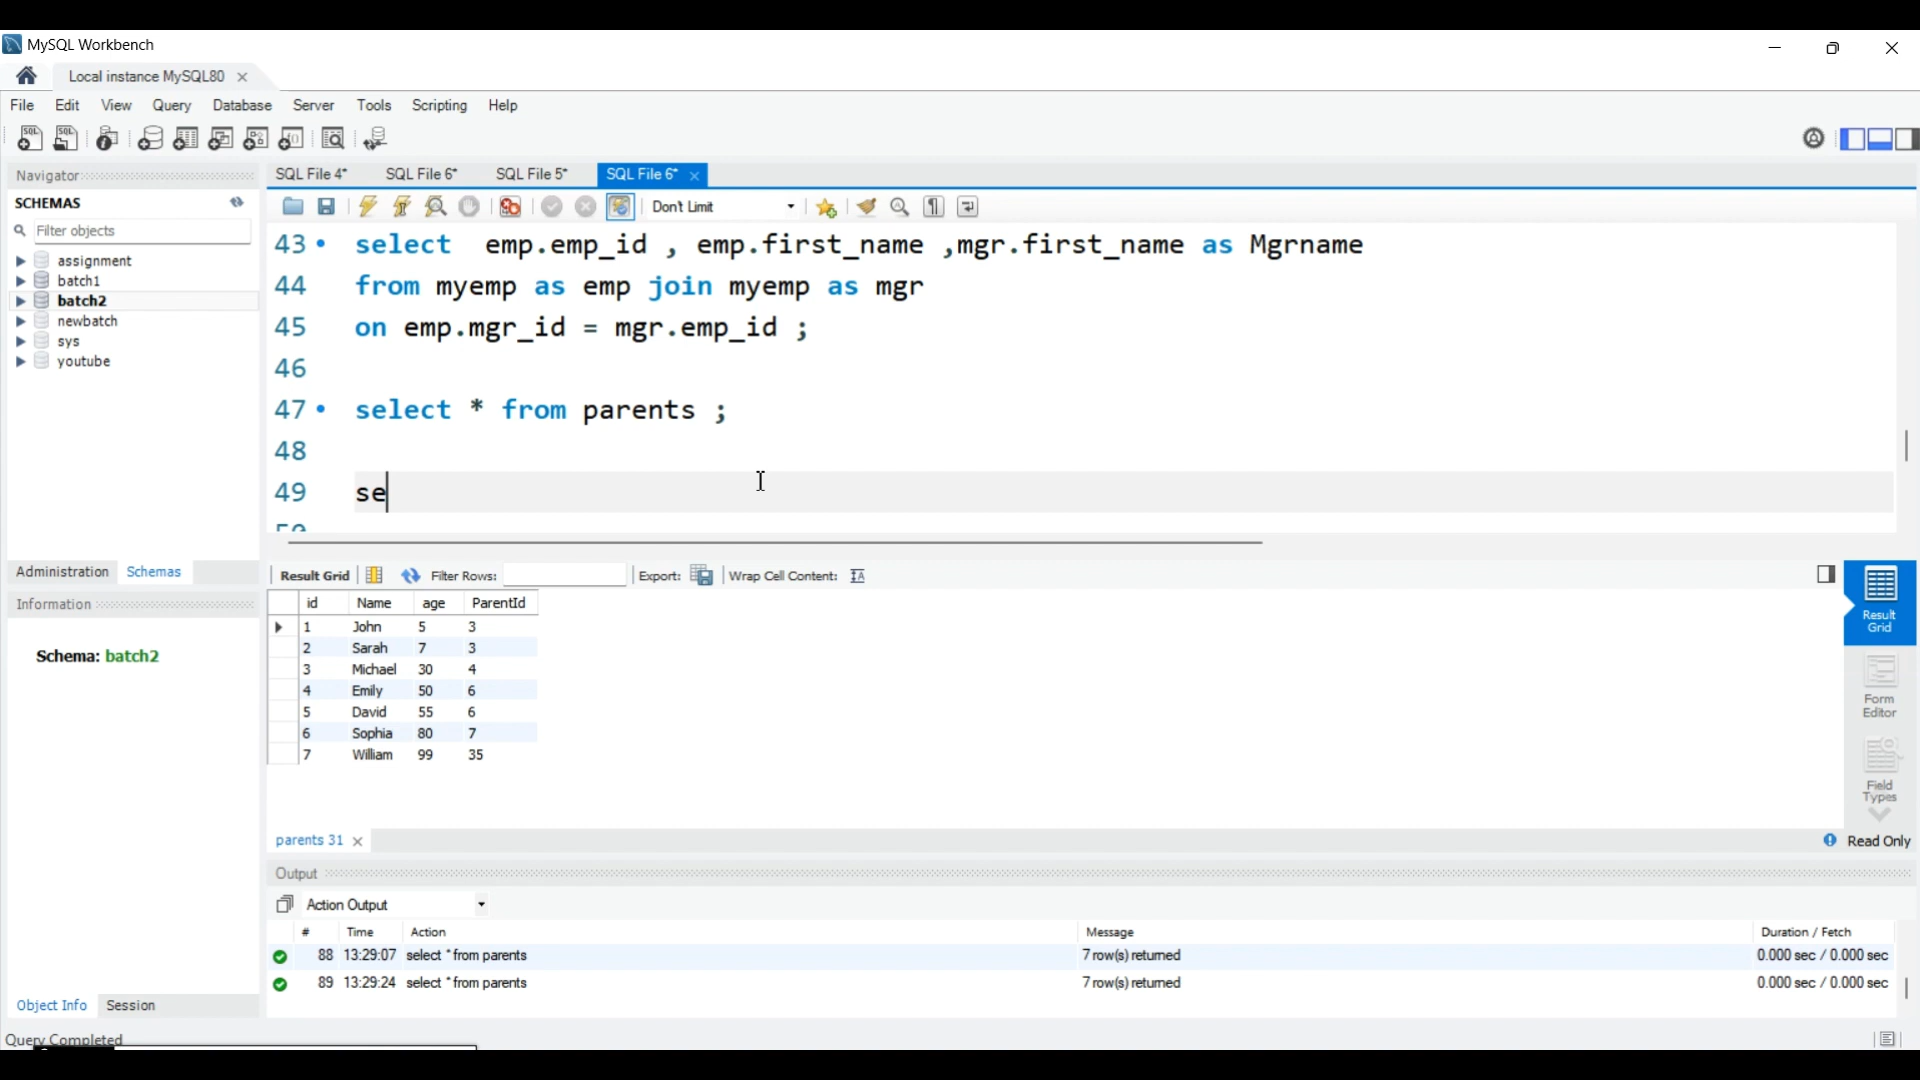 MySQL Workbench
Local instance MySQL80
File Edit View Query Database Server Tools Scripting Help
Navigator
SCHEMAS
Filter objects
assignment
batch1
batch2
newbatch
sys
youtube
Administration Schemas
Information
Schema: batch2
Object Info Session
Query Completed
SQL File 4* SQL File 6* SQL File 5* SQL File 6*
Don't Limit
43 select emp.emp_id , emp.first_name ,mgr.first_name as Mgrname
44 from myemp as emp join myemp as mgr
45 on emp.mgr_id = mgr.emp_id ;
46
47 select * from parents ;
48
49 se
50
Result Grid Filter Rows: Export: Wrap Cell Content:
id Name age ParentId
1 John 5 3
2 Sarah 7 3
3 Michael 30 4
4 Emily 50 6
5 David 55 6
6 Sophia 80 7
7 William 99 35
Result
Grid
Form
Editor
Field
Types
parents 31
Read Only
Output
Action Output
# Time Action Message Duration / Fetch
88 13:29:07 select * from parents 7 row(s) returned 0.000 sec / 0.000 sec
89 13:29:24 select * from parents 7 row(s) returned 0.000 sec / 0.000 sec